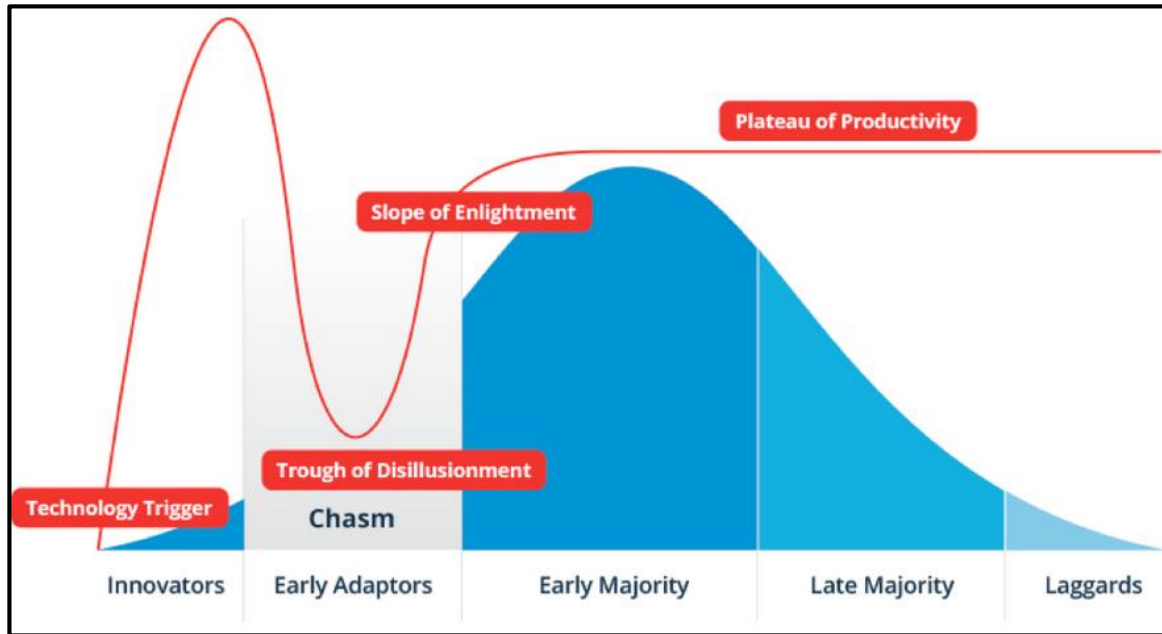 Plateau of Productivity
Slope of Enlightment
Trough of Disillusionment
Technology Trigger
Chasm
Innovators
Early Adaptors
Early Majority
Late Majority
Laggards